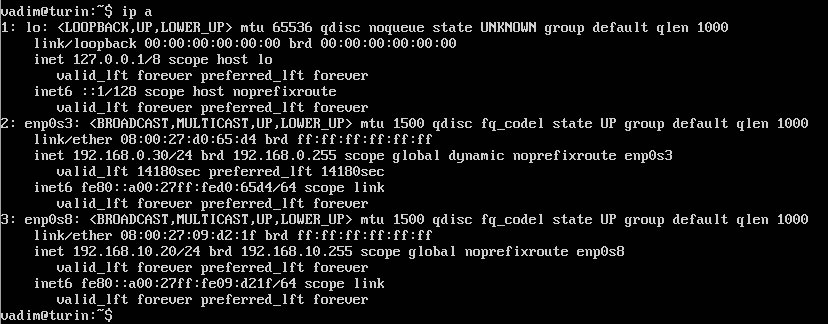 vadim@turin:~$ ip a
1: lo: <LOOPBACK,UP,LOWER_UP> mtu 65536 qdisc noqueue state UNKNOWN group default qlen 1000
    link/loopback 00:00:00:00:00:00 brd 00:00:00:00:00:00
    inet 127.0.0.1/8 scope host lo
       valid_lft forever preferred_lft forever
    inet6 ::1/128 scope host noprefixroute
       valid_lft forever preferred_lft forever
2: enp0s3: <BROADCAST,MULTICAST,UP,LOWER_UP> mtu 1500 qdisc fq_codel state UP group default qlen 1000
    link/ether 08:00:27:d0:65:d4 brd ff:ff:ff:ff:ff:ff
    inet 192.168.0.30/24 brd 192.168.0.255 scope global dynamic noprefixroute enp0s3
       valid_lft 14180sec preferred_lft 14180sec
    inet6 fe80::a00:27ff:fed0:65d4/64 scope link
       valid_lft forever preferred_lft forever
3: enp0s8: <BROADCAST,MULTICAST,UP,LOWER_UP> mtu 1500 qdisc fq_codel state UP group default qlen 1000
    link/ether 08:00:27:09:d2:1f brd ff:ff:ff:ff:ff:ff
    inet 192.168.10.20/24 brd 192.168.10.255 scope global noprefixroute enp0s8
       valid_lft forever preferred_lft forever
    inet6 fe80::a00:27ff:fe09:d21f/64 scope link
       valid_lft forever preferred_lft forever
vadim@turin:~$